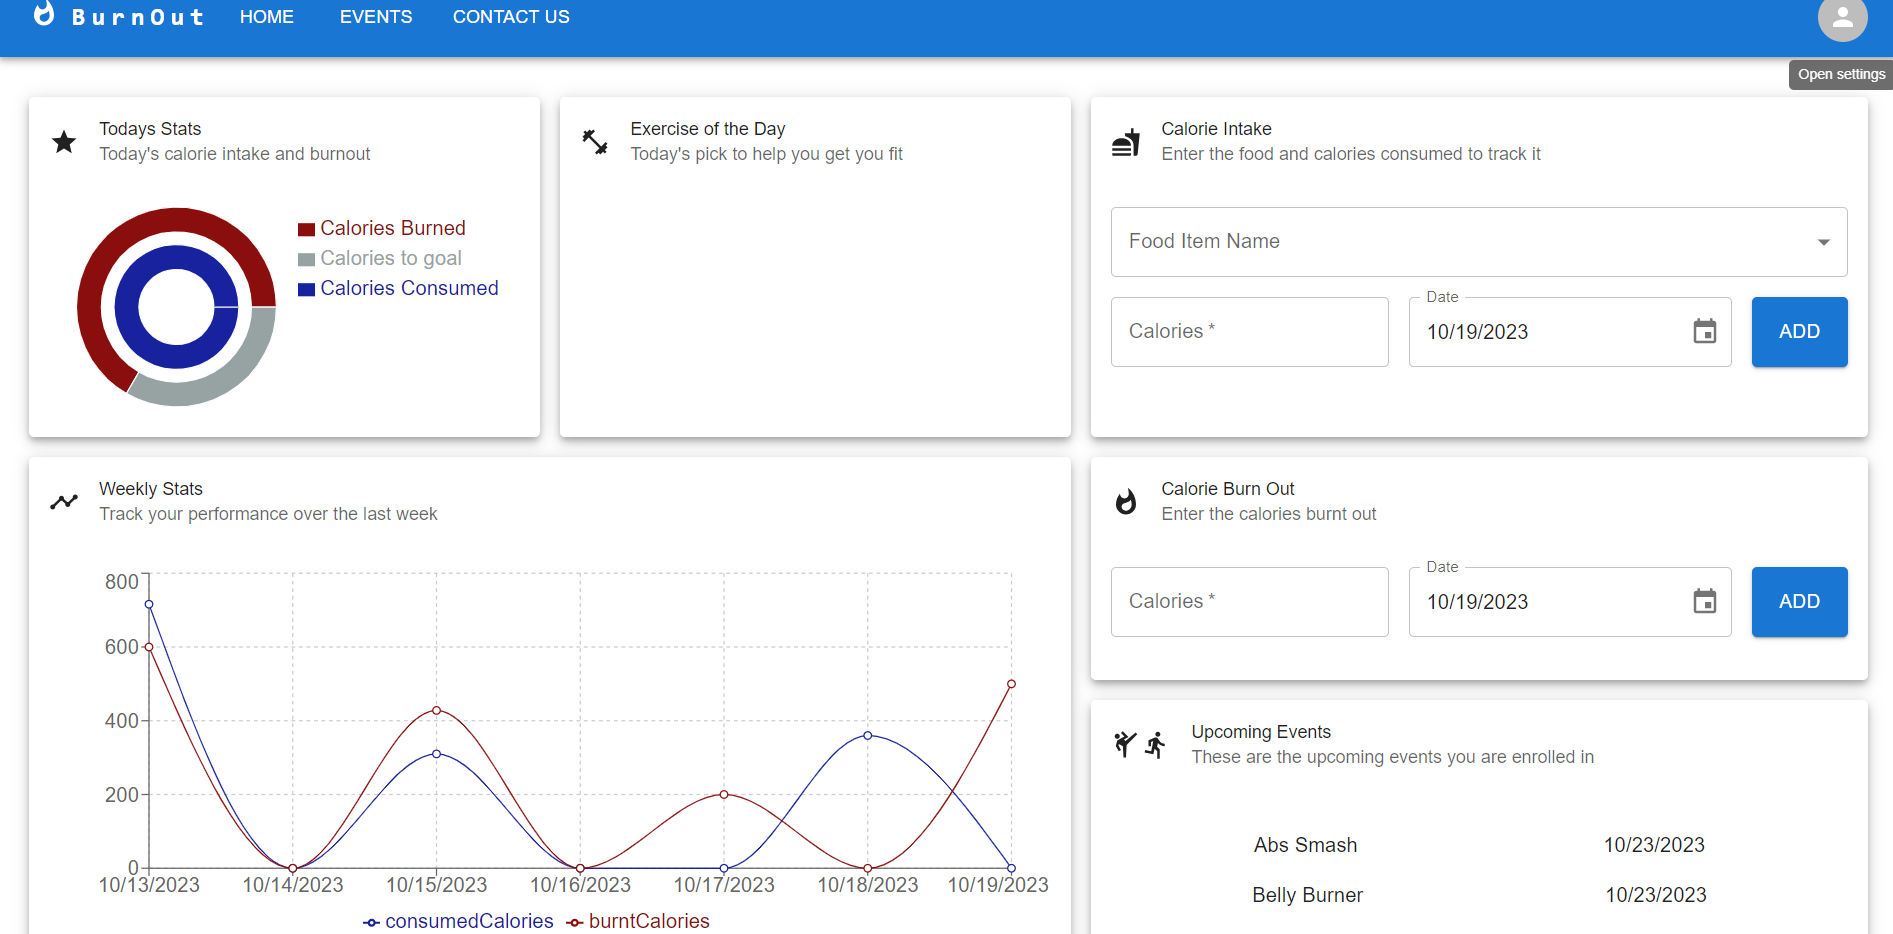 BurnOut HOME EVENTS CONTACT US
Open settings
Todays Stats
Today's calorie intake and burnout
Calories Burned
Calories to goal
Calories Consumed
Exercise of the Day
Today's pick to help you get you fit
Calorie Intake
Enter the food and calories consumed to track it
Food Item Name
Calories *
Date
10/19/2023
ADD
Weekly Stats
Track your performance over the last week
800
600
400
200
0
10/13/2023 10/14/2023 10/15/2023 10/16/2023 10/17/2023 10/18/2023 10/19/2023
consumedCalories burntCalories
Calorie Burn Out
Enter the calories burnt out
Calories *
Date
10/19/2023
ADD
Upcoming Events
These are the upcoming events you are enrolled in
Abs Smash 10/23/2023
Belly Burner 10/23/2023